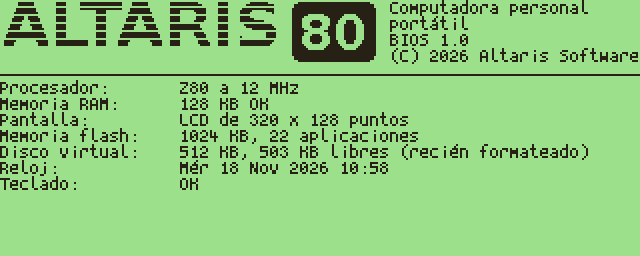 ALTARIS 80
Computadora personal
portátil
BIOS 1.0
(C) 2026 Altaris Software
Procesador: Z80 a 12 MHz
Memoria RAM: 128 KB OK
Pantalla: LCD de 320 x 128 puntos
Memoria flash: 1024 KB, 22 aplicaciones
Disco virtual: 512 KB, 503 KB libres (recién formateado)
Reloj: Mér 18 Nov 2026 10:58
Teclado: OK